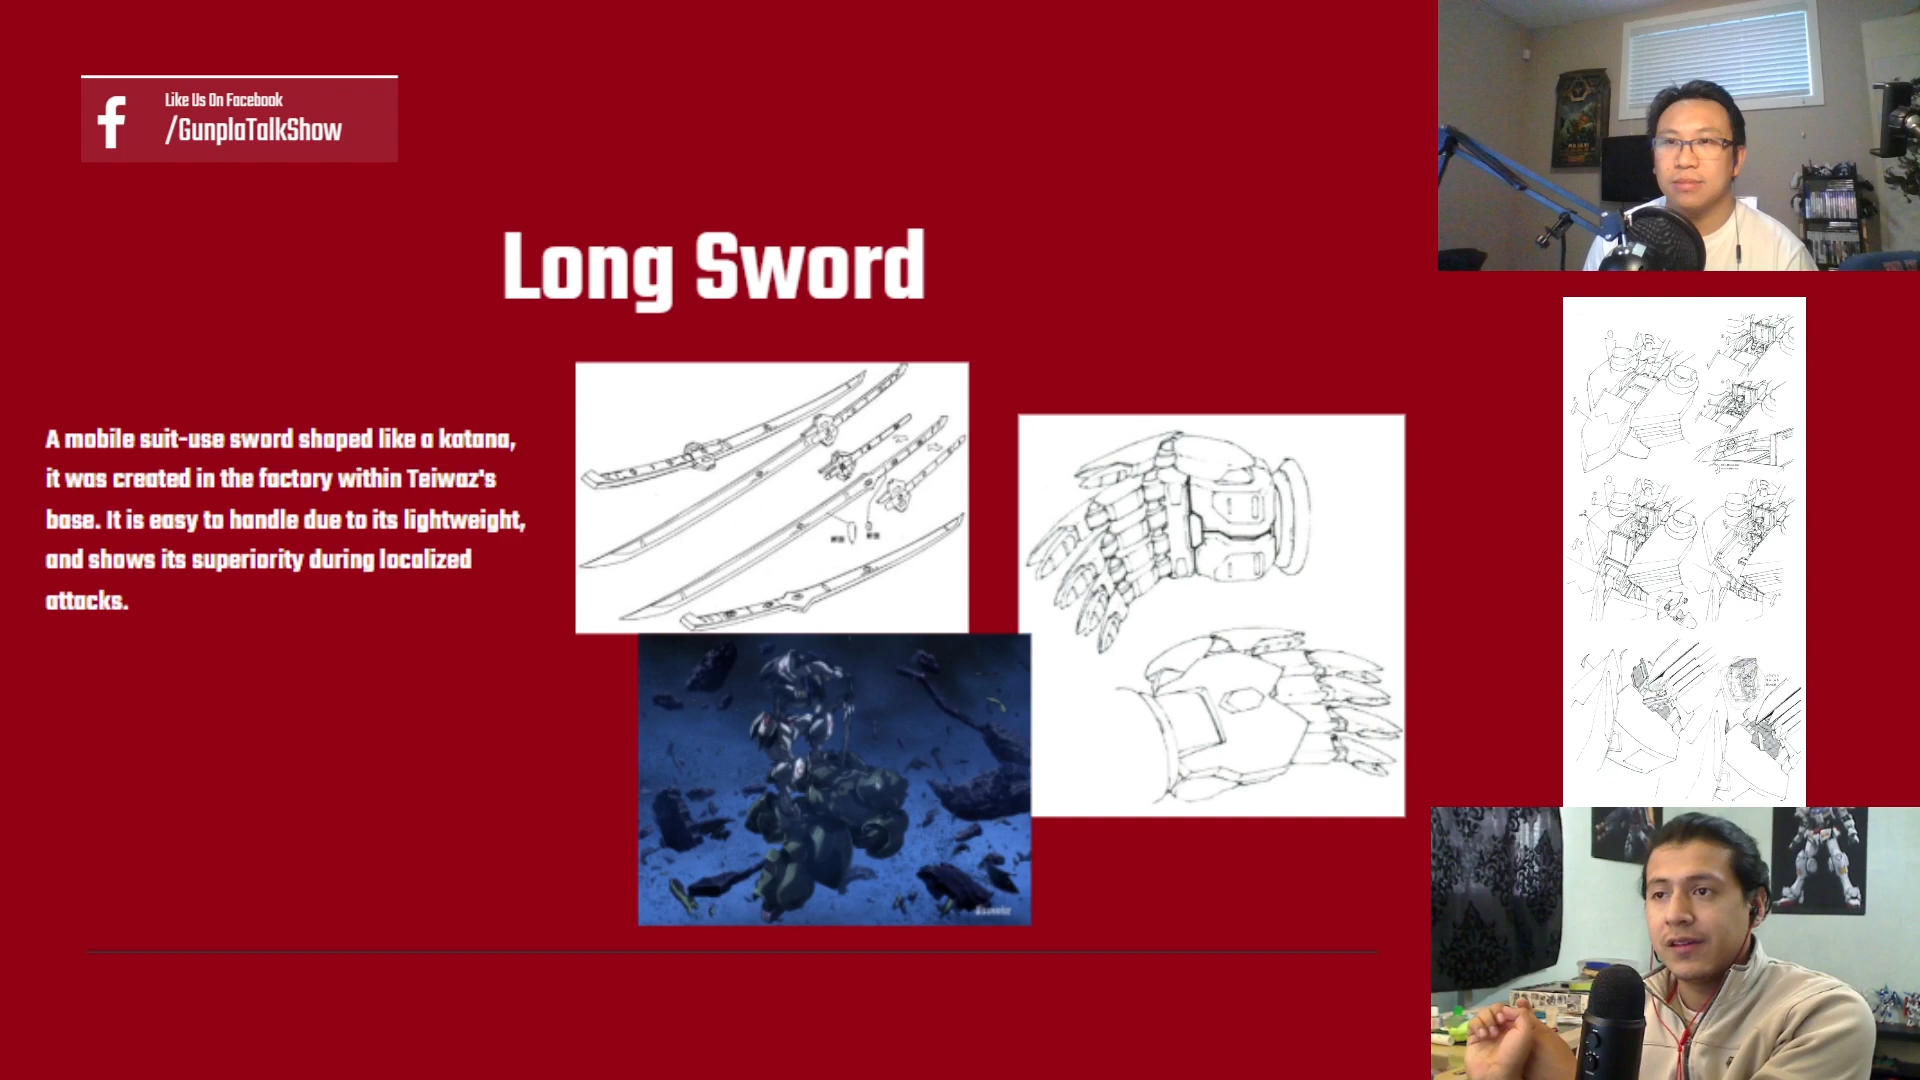 Like Us On Facebook
/GunplaTalkShow
Long Sword
A mobile suit-use sword shaped like a katana,
it was created in the factory within Teiwaz's
base. It is easy to handle due to its lightweight,
and shows its superiority during localized
attacks.